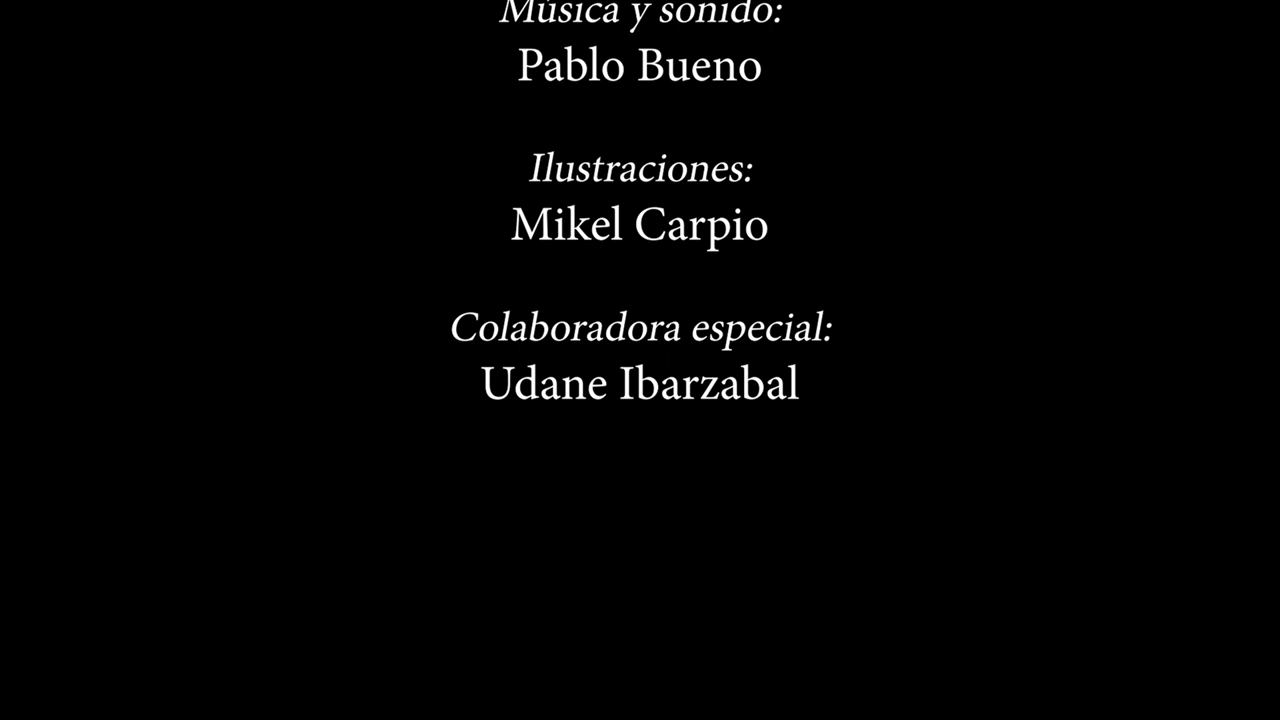 Música y sonido:
Pablo Bueno
Ilustraciones:
Mikel Carpio
Colaboradora especial:
Udane Ibarzabal